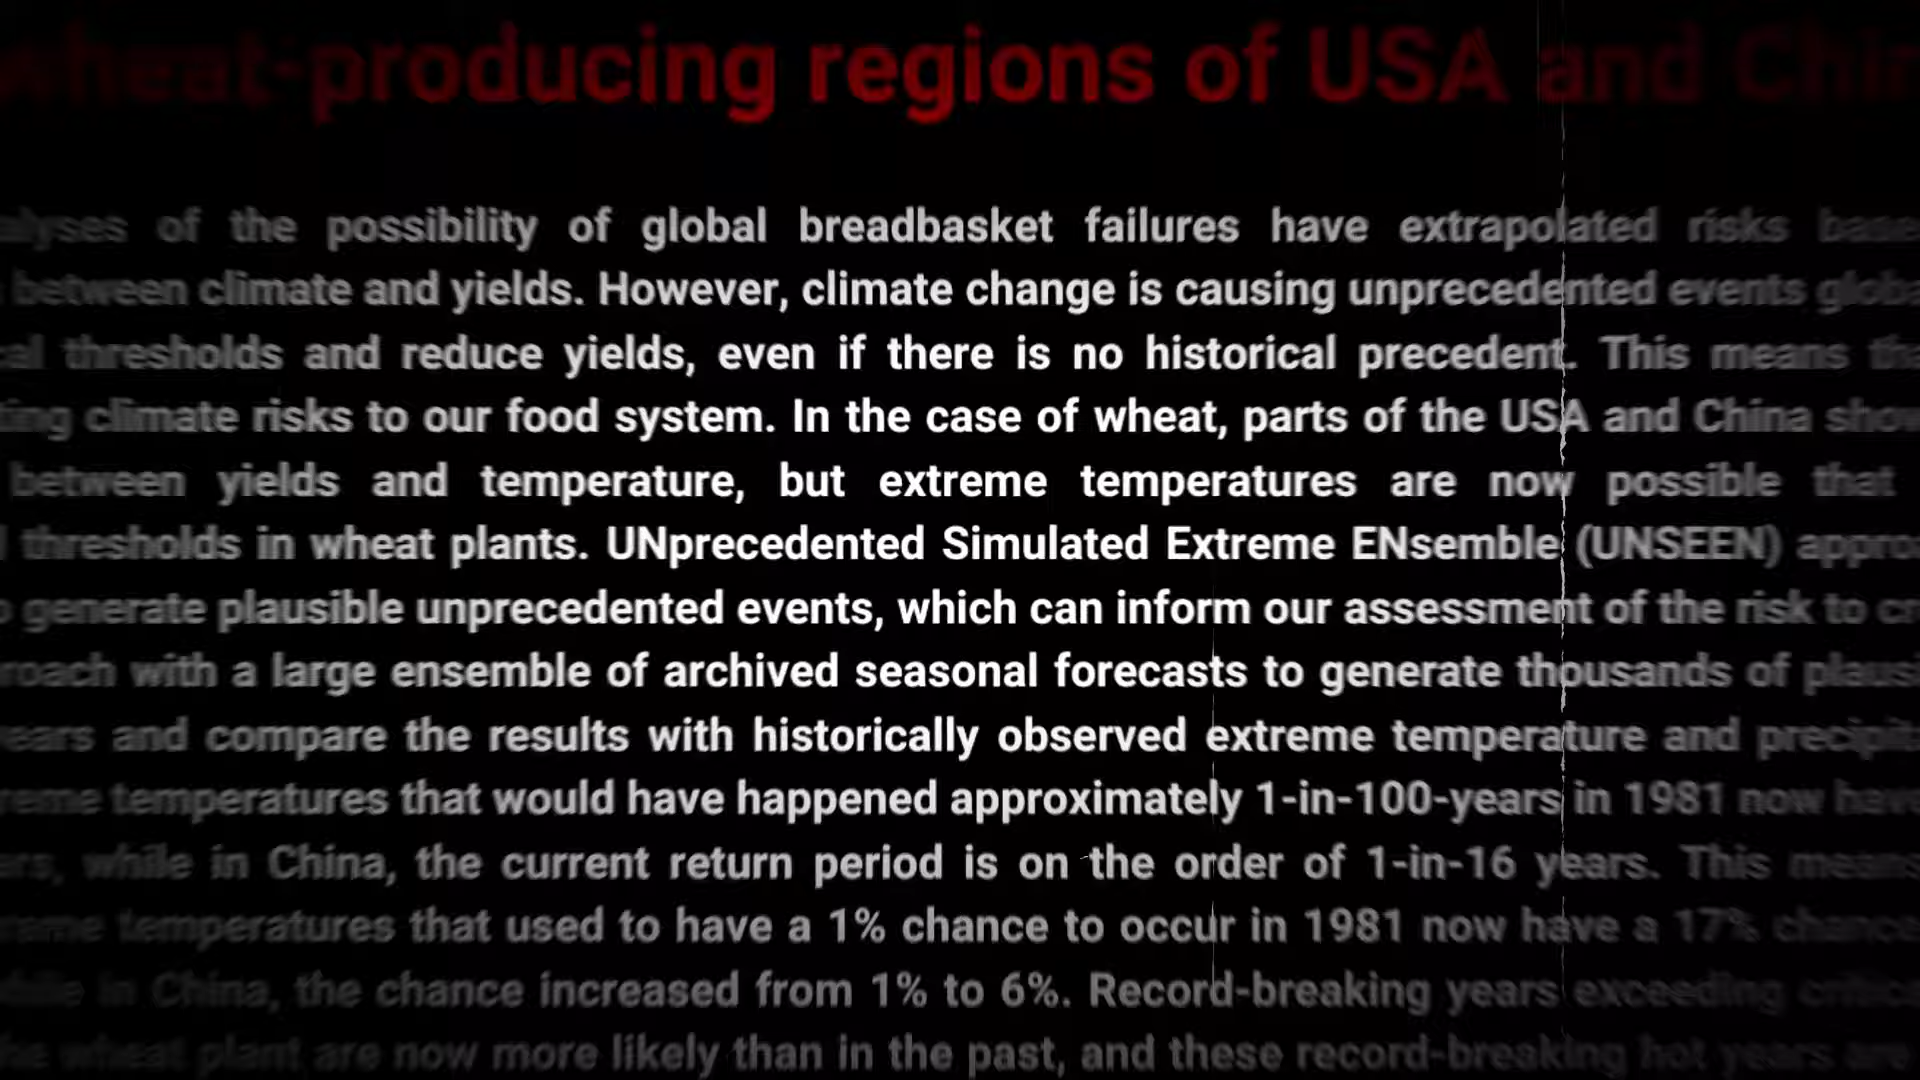 wheat-producing regions of USA and
of the possibility of global breadbasket failures have extrapolated risks
between climate and yields. However, climate change is causing unprecedented events
thresholds and reduce yields, even if there is no historical precedent. This means
climate risks to our food system. In the case of wheat, parts of the USA and China
between yields and temperature, but extreme temperatures are now possible that
thresholds in wheat plants. UNprecedented Simulated Extreme ENsemble (UNSEEN)
generate plausible unprecedented events, which can inform our assessment of the risk to
with a large ensemble of archived seasonal forecasts to generate thousands of
and compare the results with historically observed extreme temperature and
temperatures that would have happened approximately 1-in-100-years in 1981 now
while in China, the current return period is on the order of 1-in-16 years. This means
temperatures that used to have a 1% chance to occur in 1981 now have a 17% chance
in China, the chance increased from 1% to 6%. Record-breaking years exceeding
wheat plant are now more likely than in the past, and these record-breaking hot years are